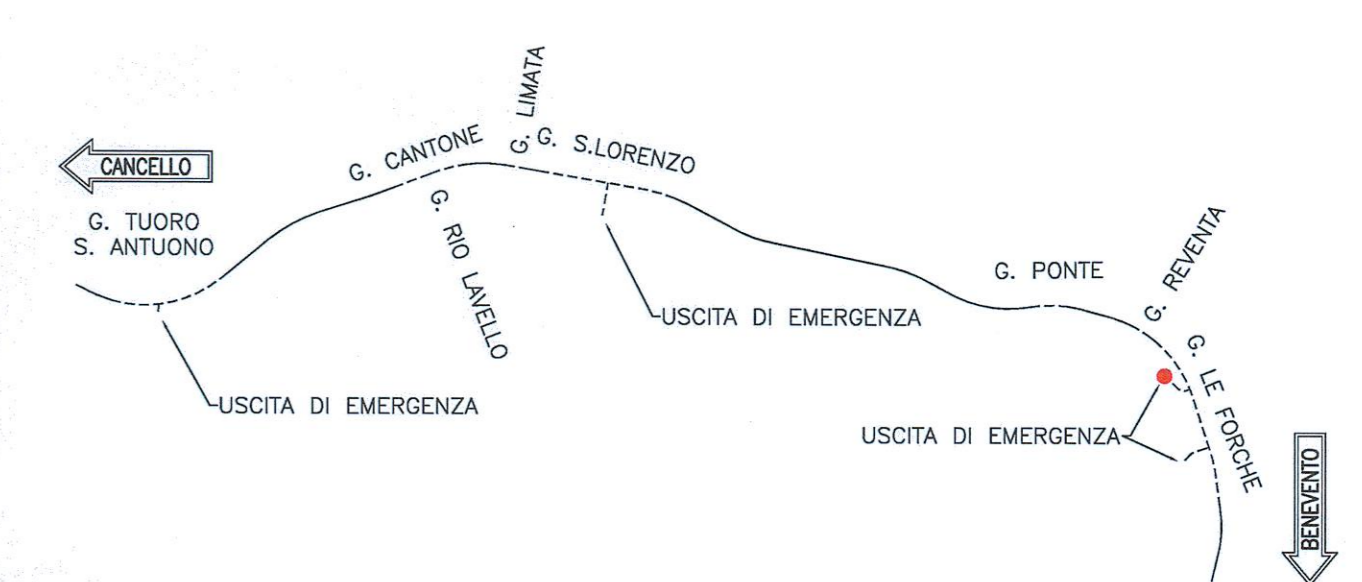 CANCELLO
G. TUORO
S. ANTUONO
G. CANTONE
G. RIO LAVELLO
G. LIMATA
G. S.LORENZO
USCITA DI EMERGENZA
USCITA DI EMERGENZA
G. PONTE
G. REVENTA
G. LE FORCHE
USCITA DI EMERGENZA
BENEVENTO